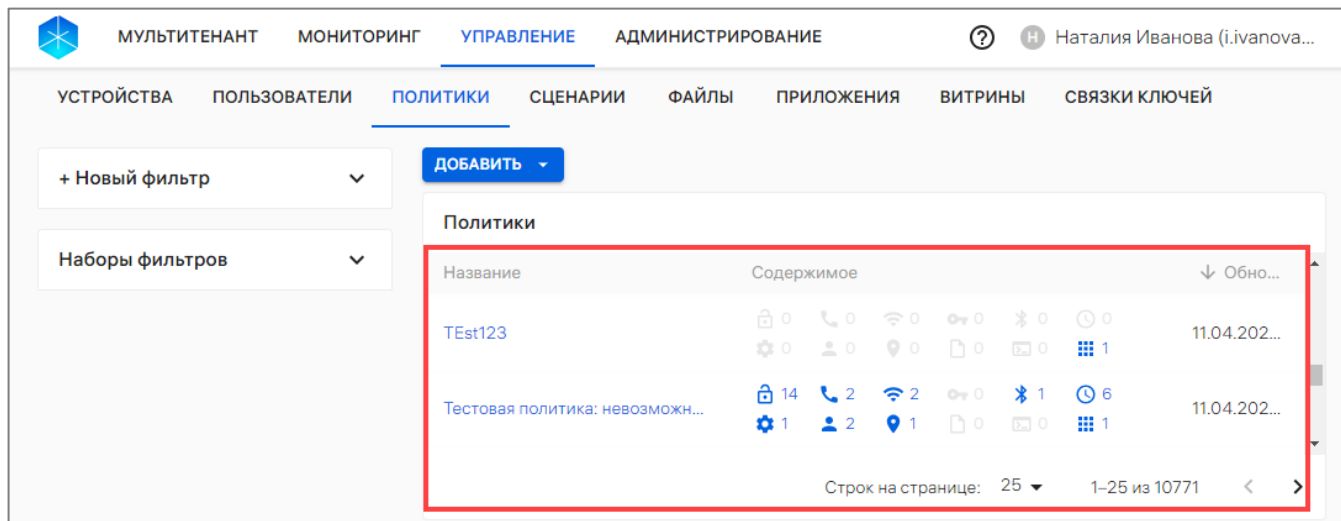 МУЛЬТИТЕНАНТ МОНИТОРИНГ УПРАВЛЕНИЕ АДМИНИСТРИРОВАНИЕ ? Н Наталия Иванова (i.ivanova...
УСТРОЙСТВА ПОЛЬЗОВАТЕЛИ ПОЛИТИКИ СЦЕНАРИИ ФАЙЛЫ ПРИЛОЖЕНИЯ ВИТРИНЫ СВЯЗКИ КЛЮЧЕЙ
+ Новый фильтр
Наборы фильтров
ДОБАВИТЬ
Политики
Название Содержимое Обно...
TEst123
0 0 0 0 0 0
0 0 0 0 0 1
11.04.202...
Тестовая политика: невозможн...
14 2 2 0 1 6
1 2 1 0 0 1
11.04.202...
Строк на странице: 25 1–25 из 10771